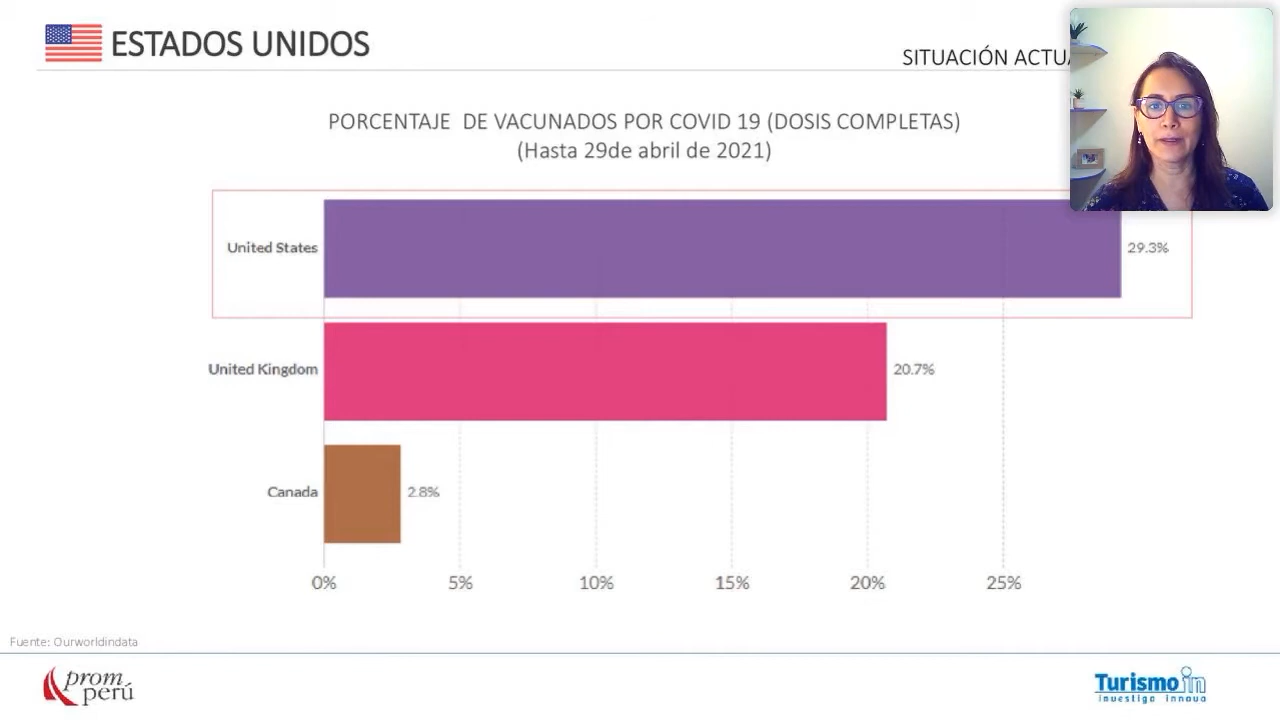 ESTADOS UNIDOS
SITUACIÓN ACTUA
PORCENTAJE DE VACUNADOS POR COVID 19 (DOSIS COMPLETAS)
(Hasta 29de abril de 2021)
United States
29.3%
United Kingdom
20.7%
Canada
2.8%
0% 5% 10% 15% 20% 25%
Fuente: Ourworldindata
prom
perú
Turismo in
investiga innova